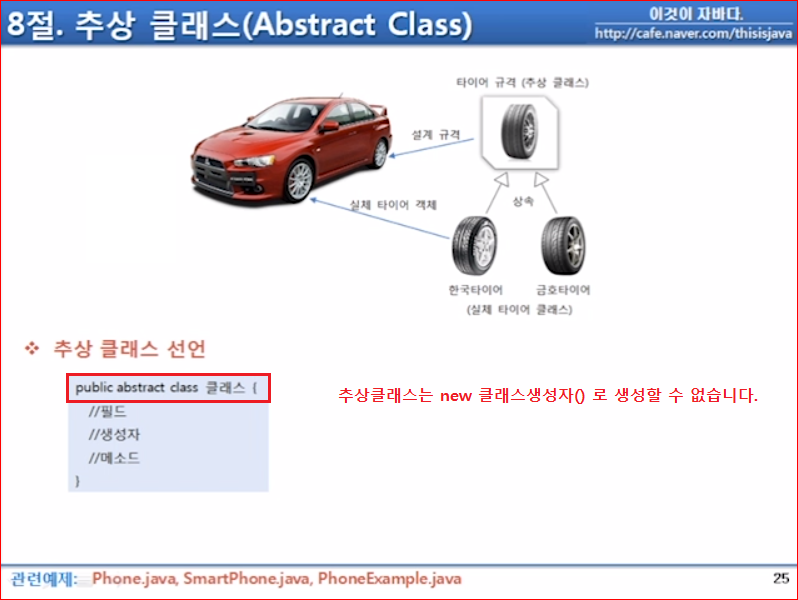 8절. 추상 클래스(Abstract Class)
이것이 자바다.
http://cafe.naver.com/thisisjava
타이어 규격 (추상 클래스)
설계 규격
실체 타이어 객체
상속
한국타이어
금호타이어
(실체 타이어 클래스)
❖ 추상 클래스 선언
public abstract class 클래스 {
//필드
//생성자
//메소드
}
추상클래스는 new 클래스생성자() 로 생성할 수 없습니다.
관련예제: Phone.java, SmartPhone.java, PhoneExample.java
25